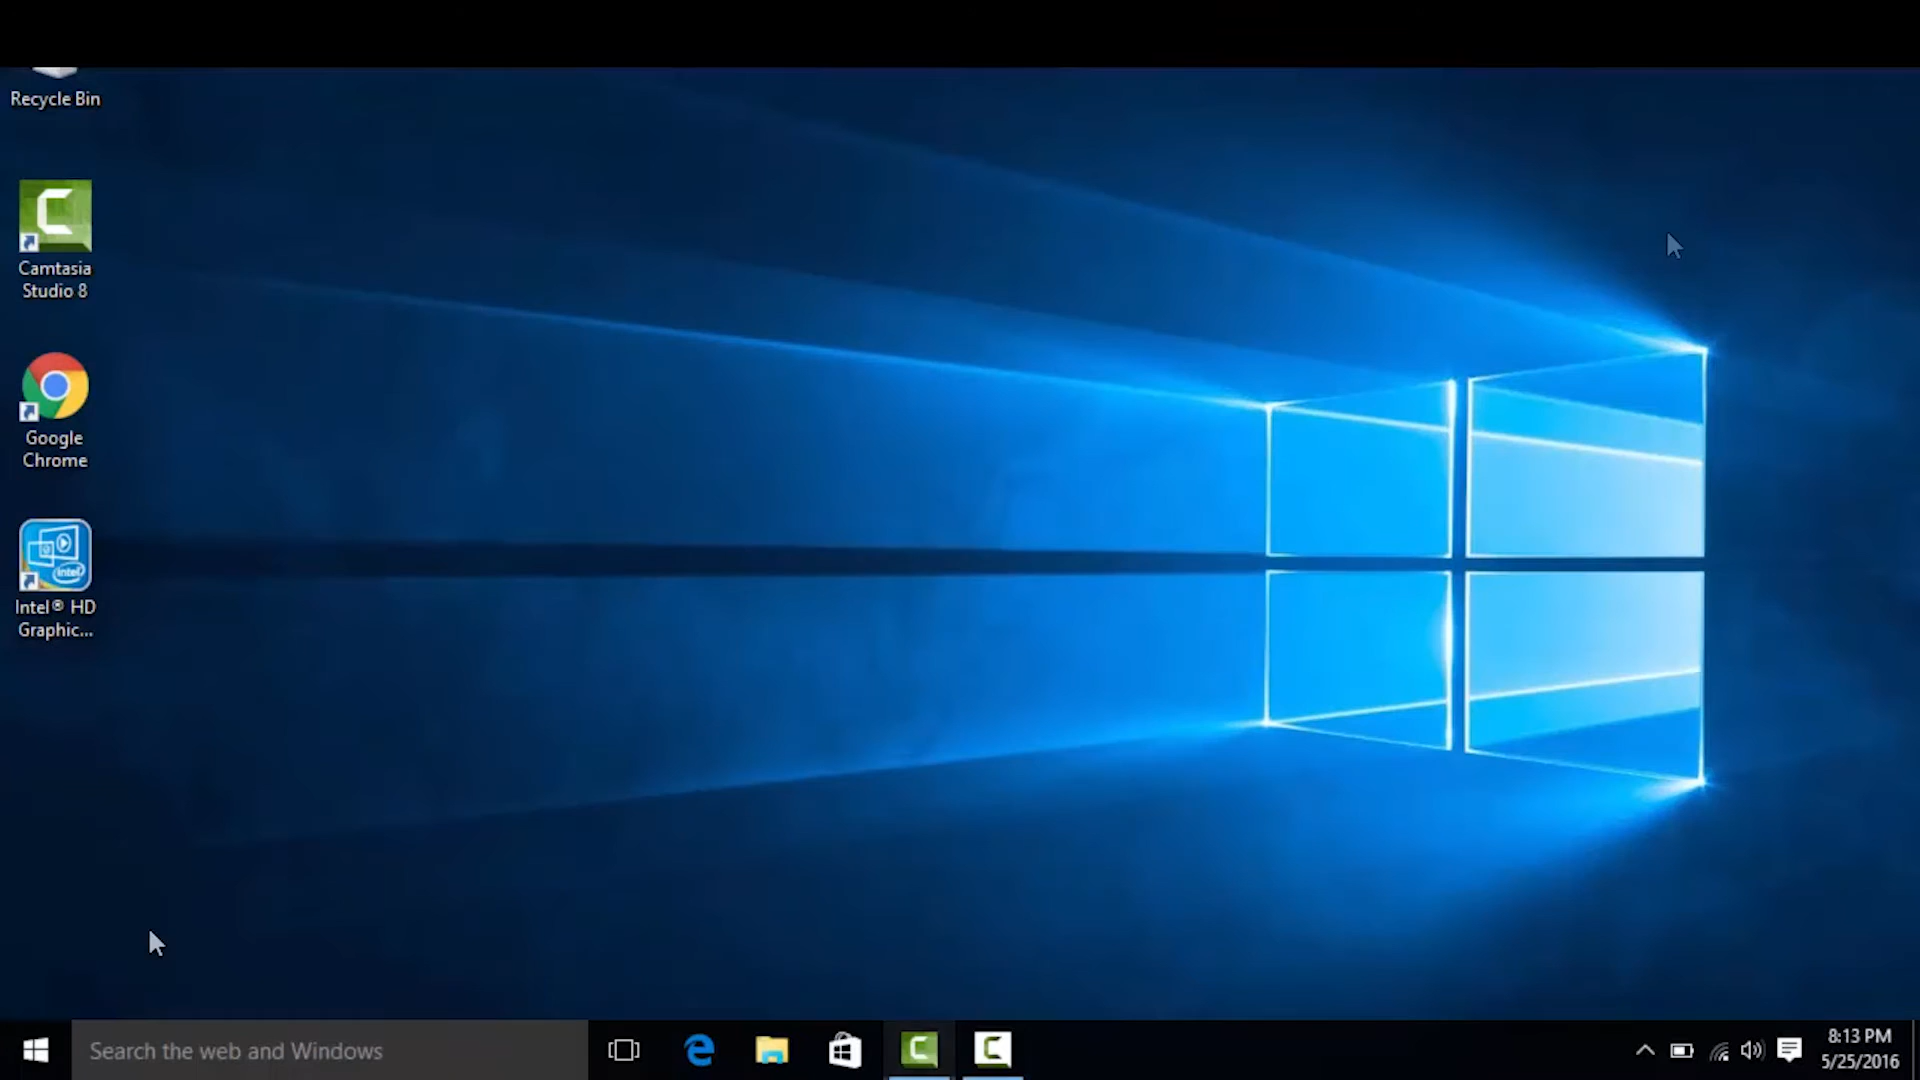 Recycle Bin
Camtasia
Studio 8
Google
Chrome
intel
Intel® HD
Graphic...
Search the web and Windows
8:13 PM
5/25/2016